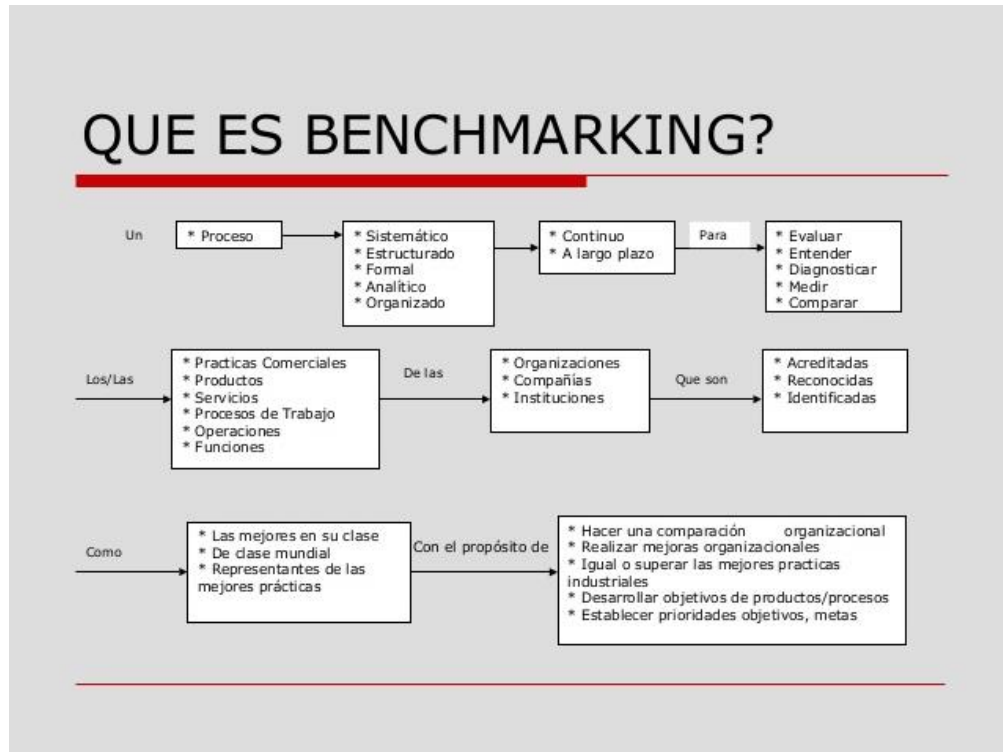 QUE ES BENCHMARKING?
Un
* Proceso
* Sistemático
* Estructurado
* Formal
* Analítico
* Organizado
* Continuo
* A largo plazo
Para
* Evaluar
* Entender
* Diagnosticar
* Medir
* Comparar
Los/Las
* Practicas Comerciales
* Productos
* Servicios
* Procesos de Trabajo
* Operaciones
* Funciones
De las
* Organizaciones
* Compañías
* Instituciones
Que son
* Acreditadas
* Reconocidas
* Identificadas
Como
* Las mejores en su clase
* De clase mundial
* Representantes de las
mejores prácticas
Con el propósito de
* Hacer una comparación organizacional
* Realizar mejoras organizacionales
* Igual o superar las mejores practicas
industriales
* Desarrollar objetivos de productos/procesos
* Establecer prioridades objetivos, metas